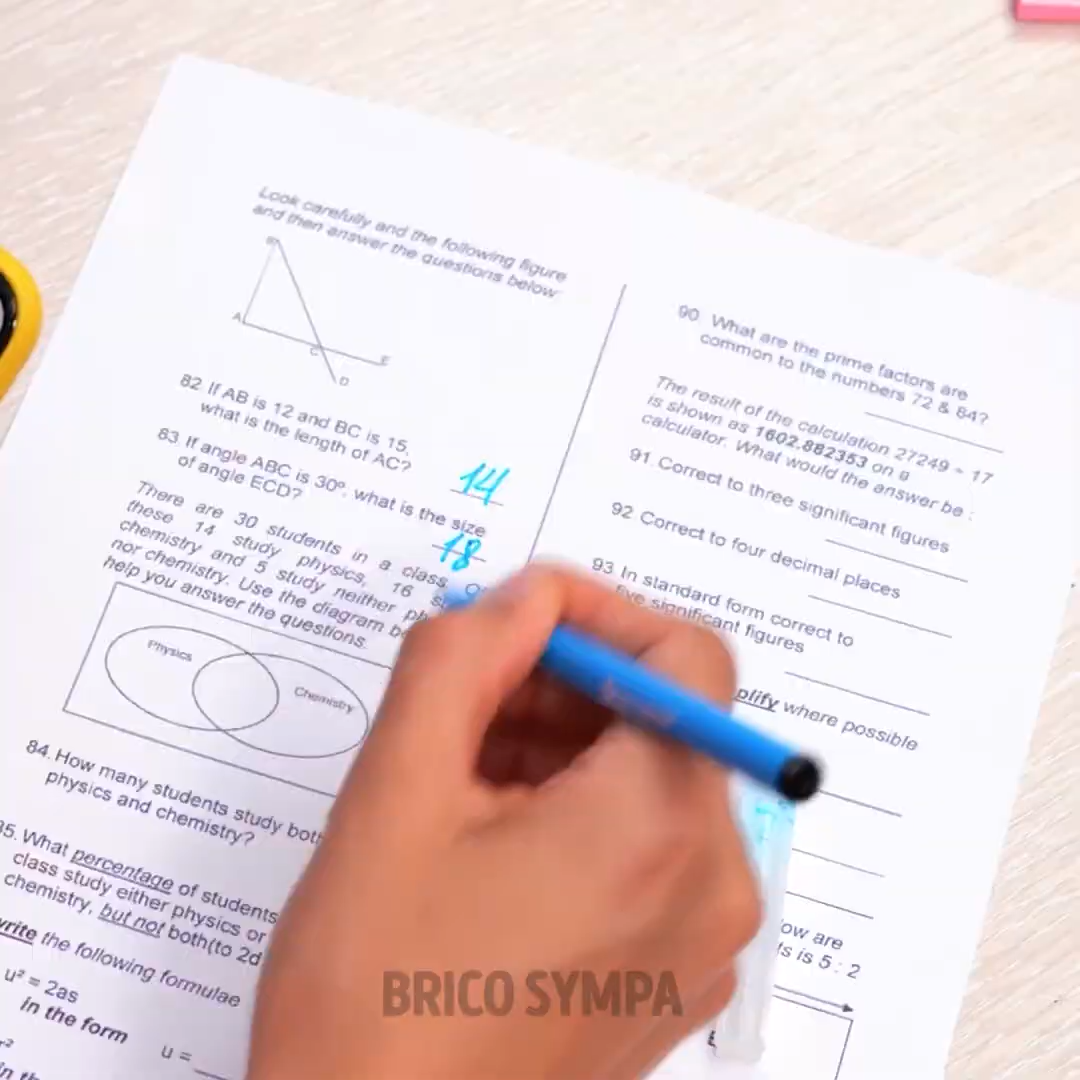 Look carefully and the following figure
and then answer the questions below
B
A
C
E
D
82. If AB is 12 and BC is 15,
what is the length of AC?
14
83. If angle ABC is 30º, what is the size
of angle ECD?
18
There are 30 students in a class. Of
these 14 study physics, 16
chemistry and 5 study neither
nor chemistry. Use the diagram
help you answer the questions.
Physics
Chemistry
84. How many students study both
physics and chemistry?
85. What percentage of students
class study either physics or
chemistry, but not both(to 2d
the following formulae
u² = 2as
in the form
u =
90. What are the prime factors are
common to the numbers 72 & 84?
The result of the calculation 27249 ÷ 17
is shown as 1602.882353 on a
calculator. What would the answer be :
91. Correct to three significant figures
92. Correct to four decimal places
93. In standard form correct to
five significant figures
where possible
are
is 5 : 2
BRICO SYMPA